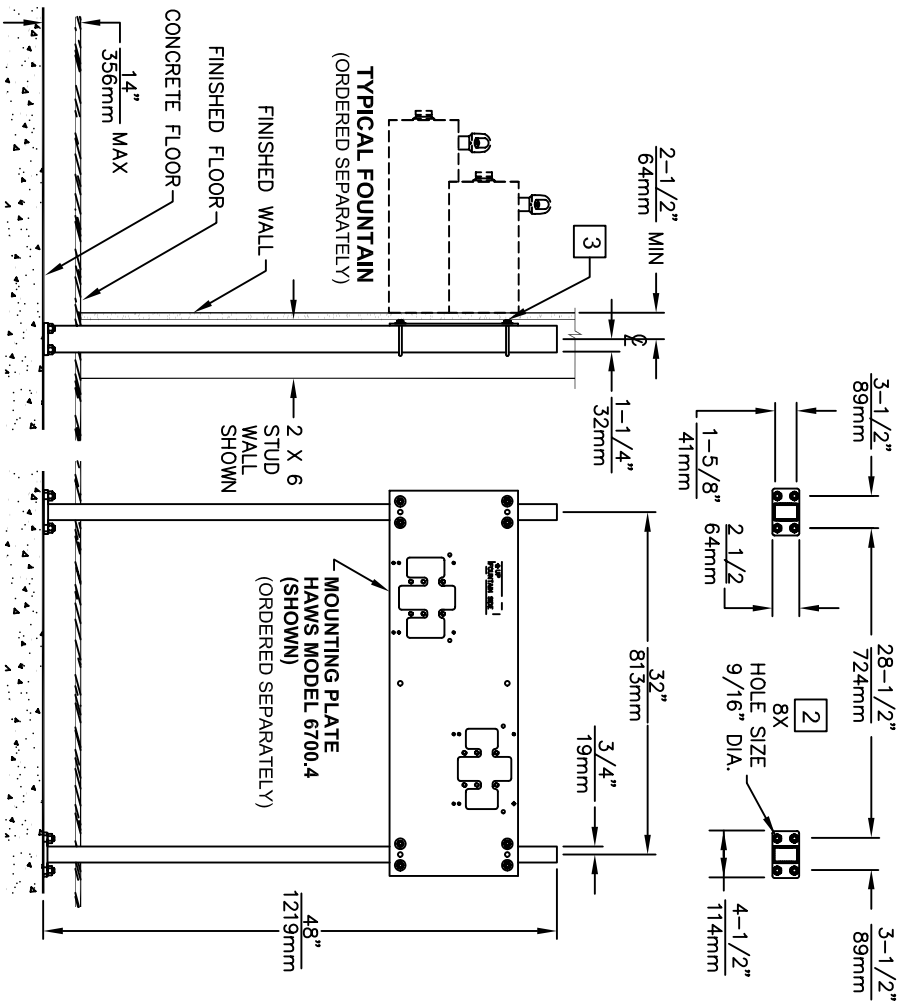 3-1/2"
89mm
28-1/2"
724mm
3-1/2"
89mm
1-5/8"
41mm
2 1/2
64mm
2
8X
HOLE SIZE
9/16" DIA.
4-1/2"
114mm
2-1/2"
64mm MIN
1-1/4"
32mm
32"
813mm
3/4"
19mm
3
UP
FOUNTAIN SIDE
TYPICAL FOUNTAIN
(ORDERED SEPARATELY)
2 X 6
STUD
WALL
SHOWN
MOUNTING PLATE
HAWS MODEL 6700.4
(SHOWN)
(ORDERED SEPARATELY)
48"
1219mm
FINISHED WALL
FINISHED FLOOR
CONCRETE FLOOR
14"
356mm MAX